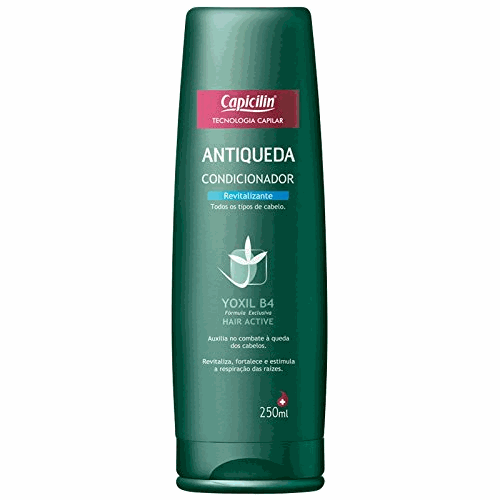 Capicilin®
TECNOLOGIA CAPILAR
ANTIQUEDA
CONDICIONADOR
Revitalizante
Todos os tipos de cabelo.
YOXIL B4
Fórmula Exclusiva
HAIR ACTIVE
Auxilia no combate à queda
dos cabelos.
Revitaliza, fortalece e estimula
a respiração das raízes.
250ml